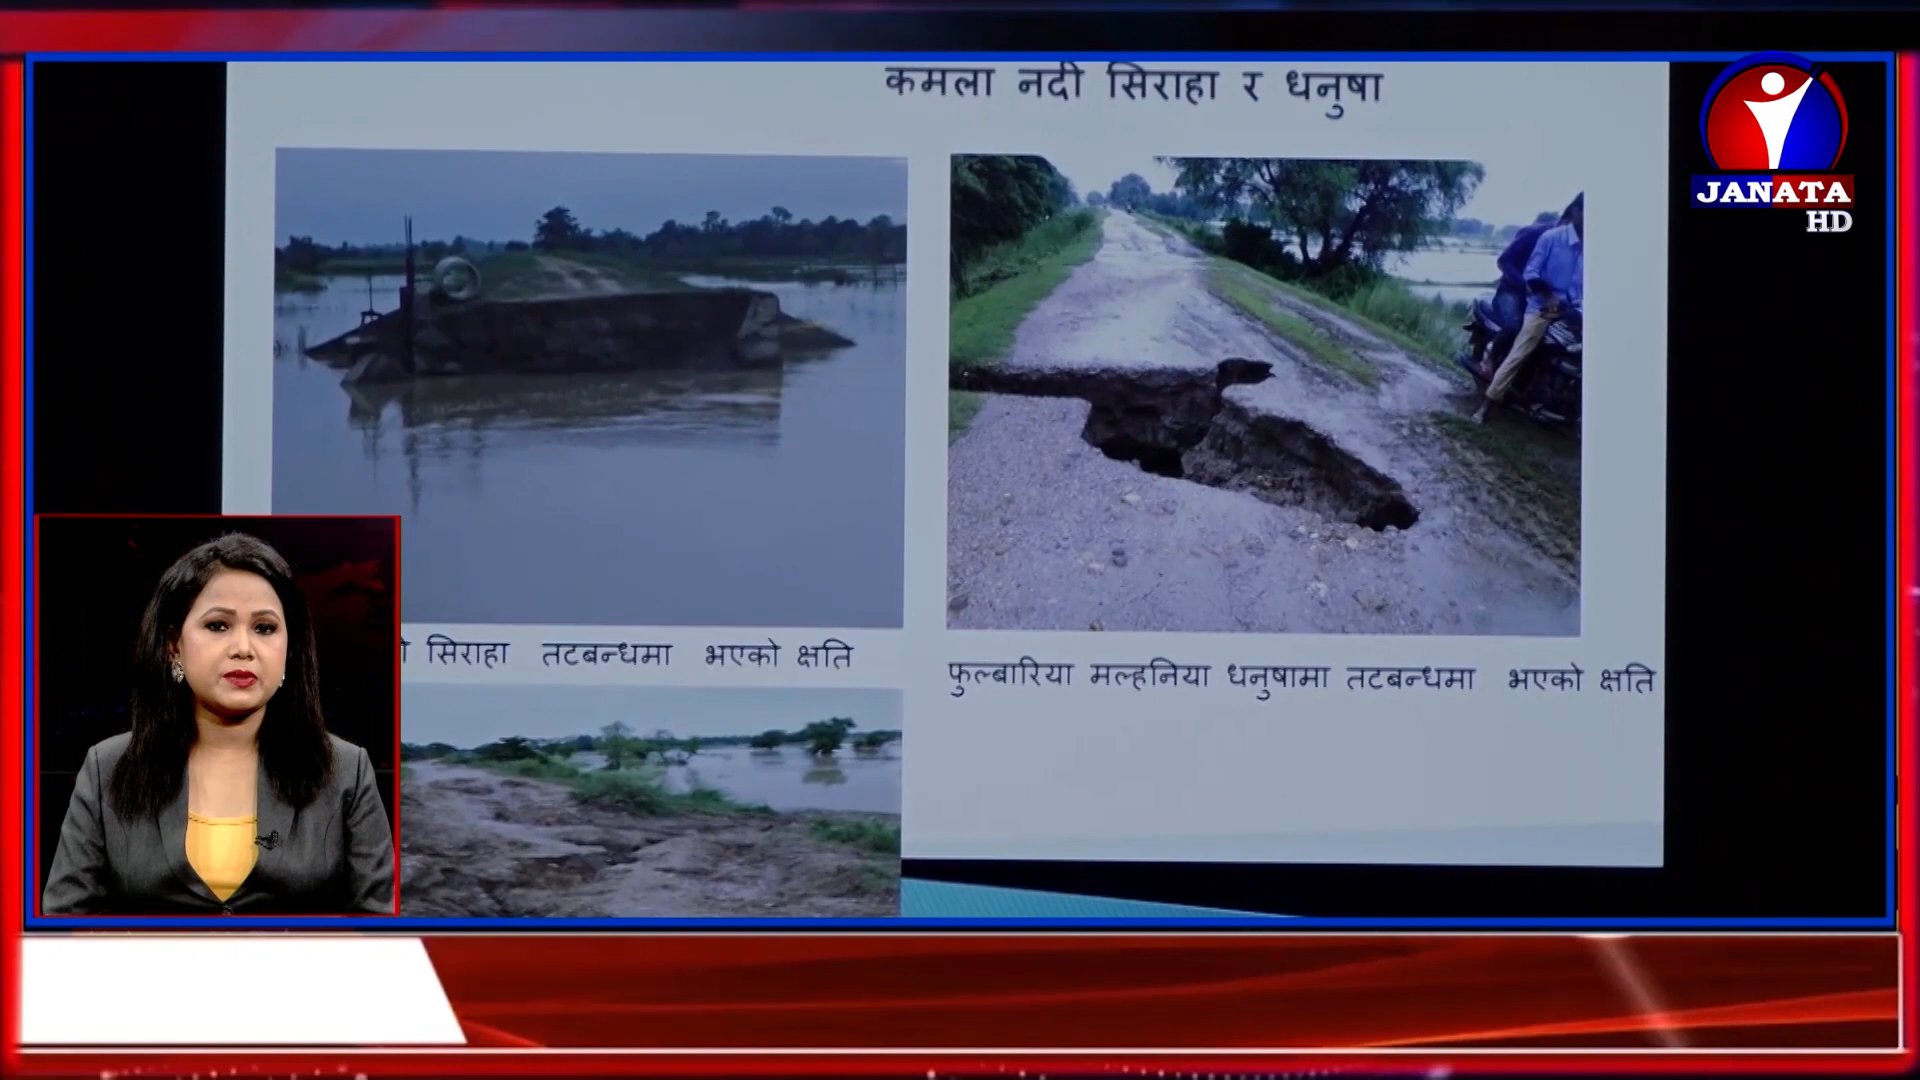 कमला नदी सिराहा र धनुषा
JANATA
HD
सिराहा तटबन्धमा भएको क्षति
फुल्बारिया मल्हनिया धनुषामा तटबन्धमा भएको क्षति